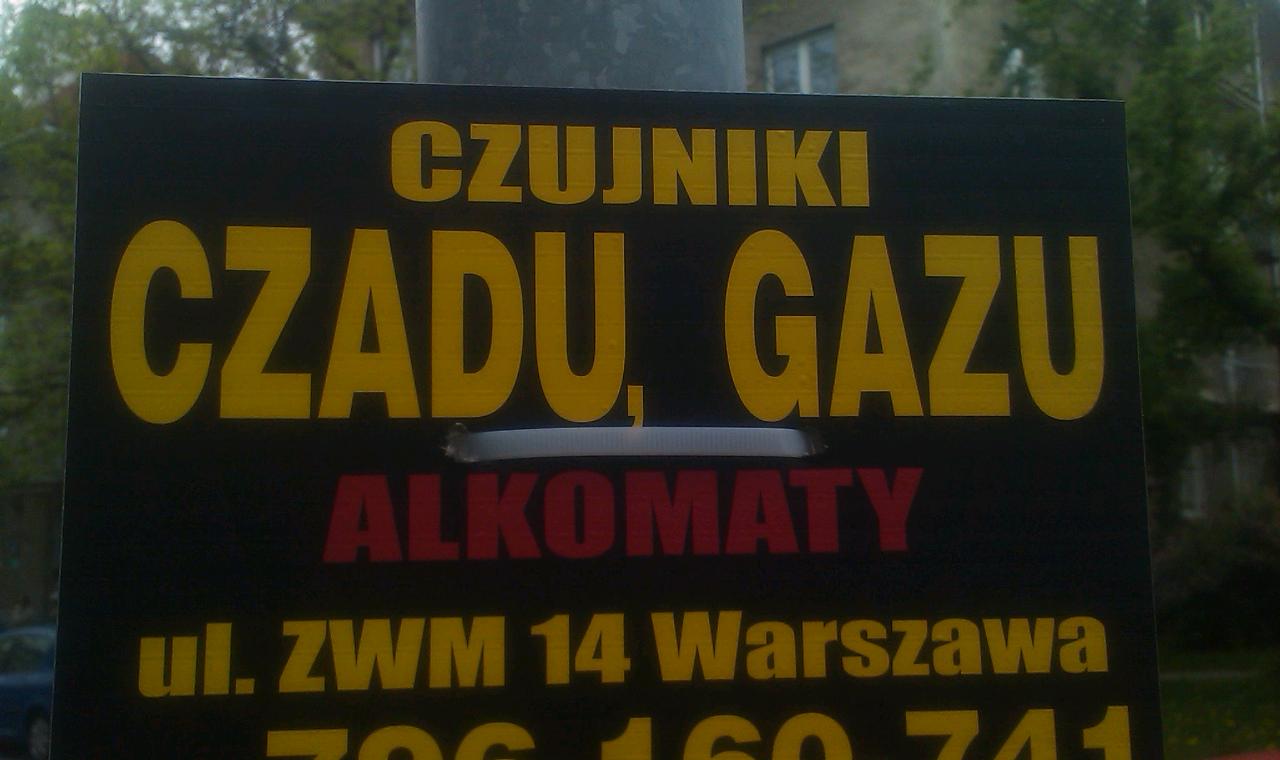 CZUJNIKI
CZADU, GAZU
ALKOMATY
ul. ZWM 14 Warszawa